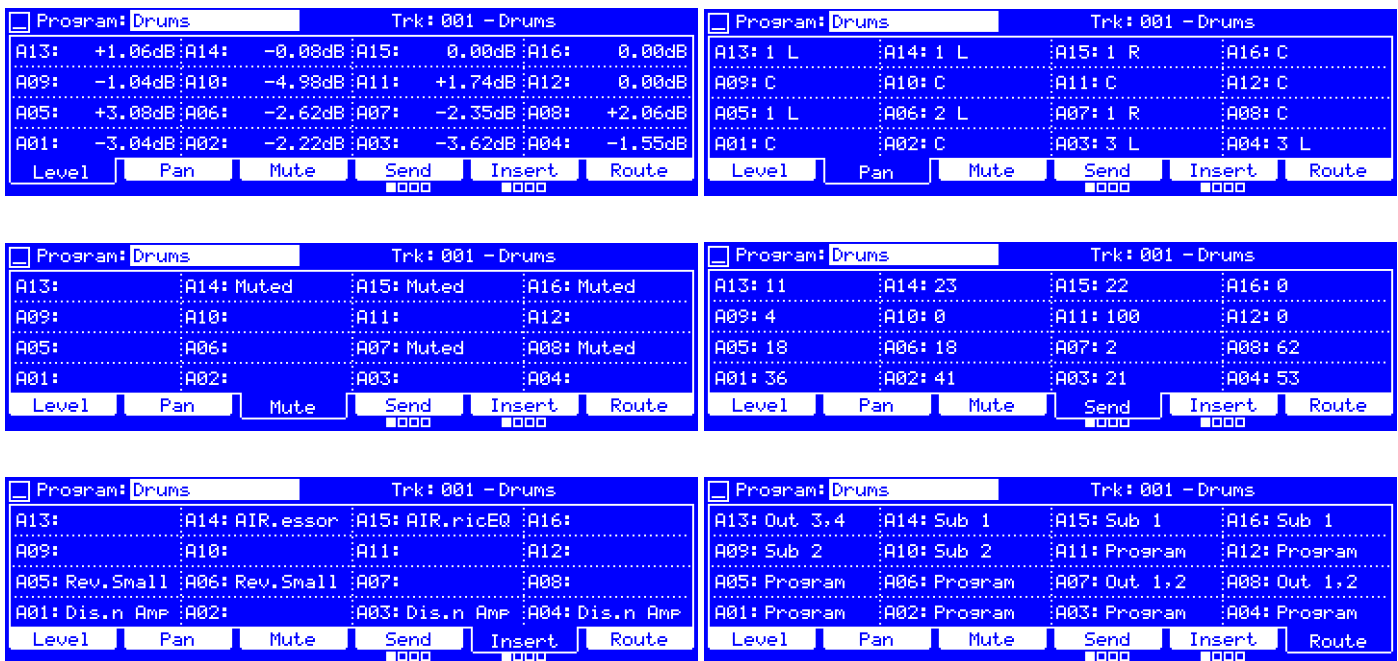 Program: Drums Trk: 001 - Drums
A13: +1.06dB A14: -0.08dB A15: 0.00dB A16: 0.00dB
A09: -1.04dB A10: -4.98dB A11: +1.74dB A12: 0.00dB
A05: +3.08dB A06: -2.62dB A07: -2.35dB A08: +2.06dB
A01: -3.04dB A02: -2.22dB A03: -3.62dB A04: -1.55dB
Level Pan Mute Send Insert Route
Program: Drums Trk: 001 - Drums
A13: 1 L A14: 1 L A15: 1 R A16: C
A09: C A10: C A11: C A12: C
A05: 1 L A06: 2 L A07: 1 R A08: C
A01: C A02: C A03: 3 L A04: 3 L
Level Pan Mute Send Insert Route
Program: Drums Trk: 001 - Drums
A13: A14: Muted A15: Muted A16: Muted
A09: A10: A11: A12:
A05: A06: A07: Muted A08: Muted
A01: A02: A03: A04:
Level Pan Mute Send Insert Route
Program: Drums Trk: 001 - Drums
A13: 11 A14: 23 A15: 22 A16: 0
A09: 4 A10: 0 A11: 100 A12: 0
A05: 18 A06: 18 A07: 2 A08: 62
A01: 36 A02: 41 A03: 21 A04: 53
Level Pan Mute Send Insert Route
Program: Drums Trk: 001 - Drums
A13: A14: AIR.essor A15: AIR.ricEQ A16:
A09: A10: A11: A12:
A05: Rev.Small A06: Rev.Small A07: A08:
A01: Dis.n Amp A02: A03: Dis.n Amp A04: Dis.n Amp
Level Pan Mute Send Insert Route
Program: Drums Trk: 001 - Drums
A13: Out 3,4 A14: Sub 1 A15: Sub 1 A16: Sub 1
A09: Sub 2 A10: Sub 2 A11: Program A12: Program
A05: Program A06: Program A07: Out 1,2 A08: Out 1,2
A01: Program A02: Program A03: Program A04: Program
Level Pan Mute Send Insert Route